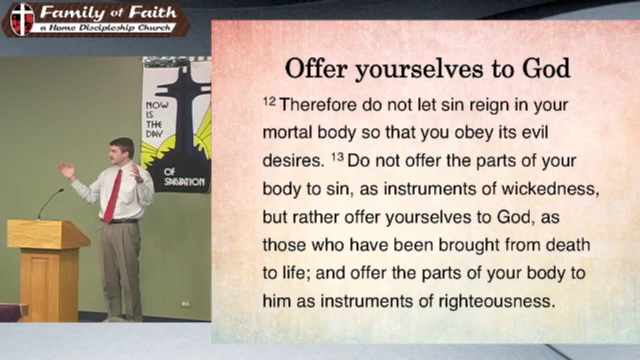 Family of Faith
a Home Discipleship Church
NOW
IS
THE
DAY
OF
SALVATION
Offer yourselves to God
12 Therefore do not let sin reign in your
mortal body so that you obey its evil
desires. 13 Do not offer the parts of your
body to sin, as instruments of wickedness,
but rather offer yourselves to God, as
those who have been brought from death
to life; and offer the parts of your body to
him as instruments of righteousness.